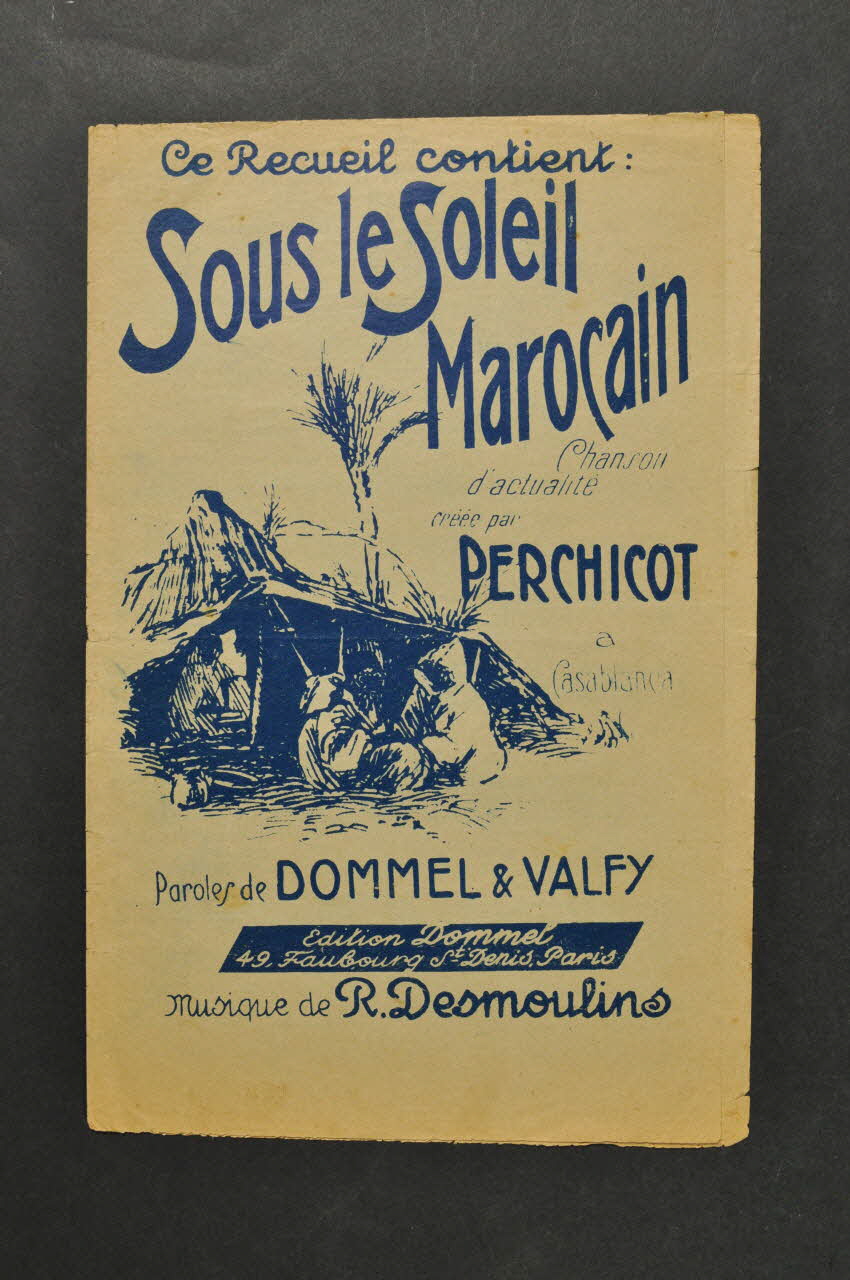 Ce Recueil contient :
Sous le Soleil
Marocain
Chanson
d'actualité
créée par
PERCHICOT
a
Casablanca
Paroles de DOMMEL & VALFY
Edition Dommel
49, Faubourg St Denis, Paris
Musique de R. Desmoulins